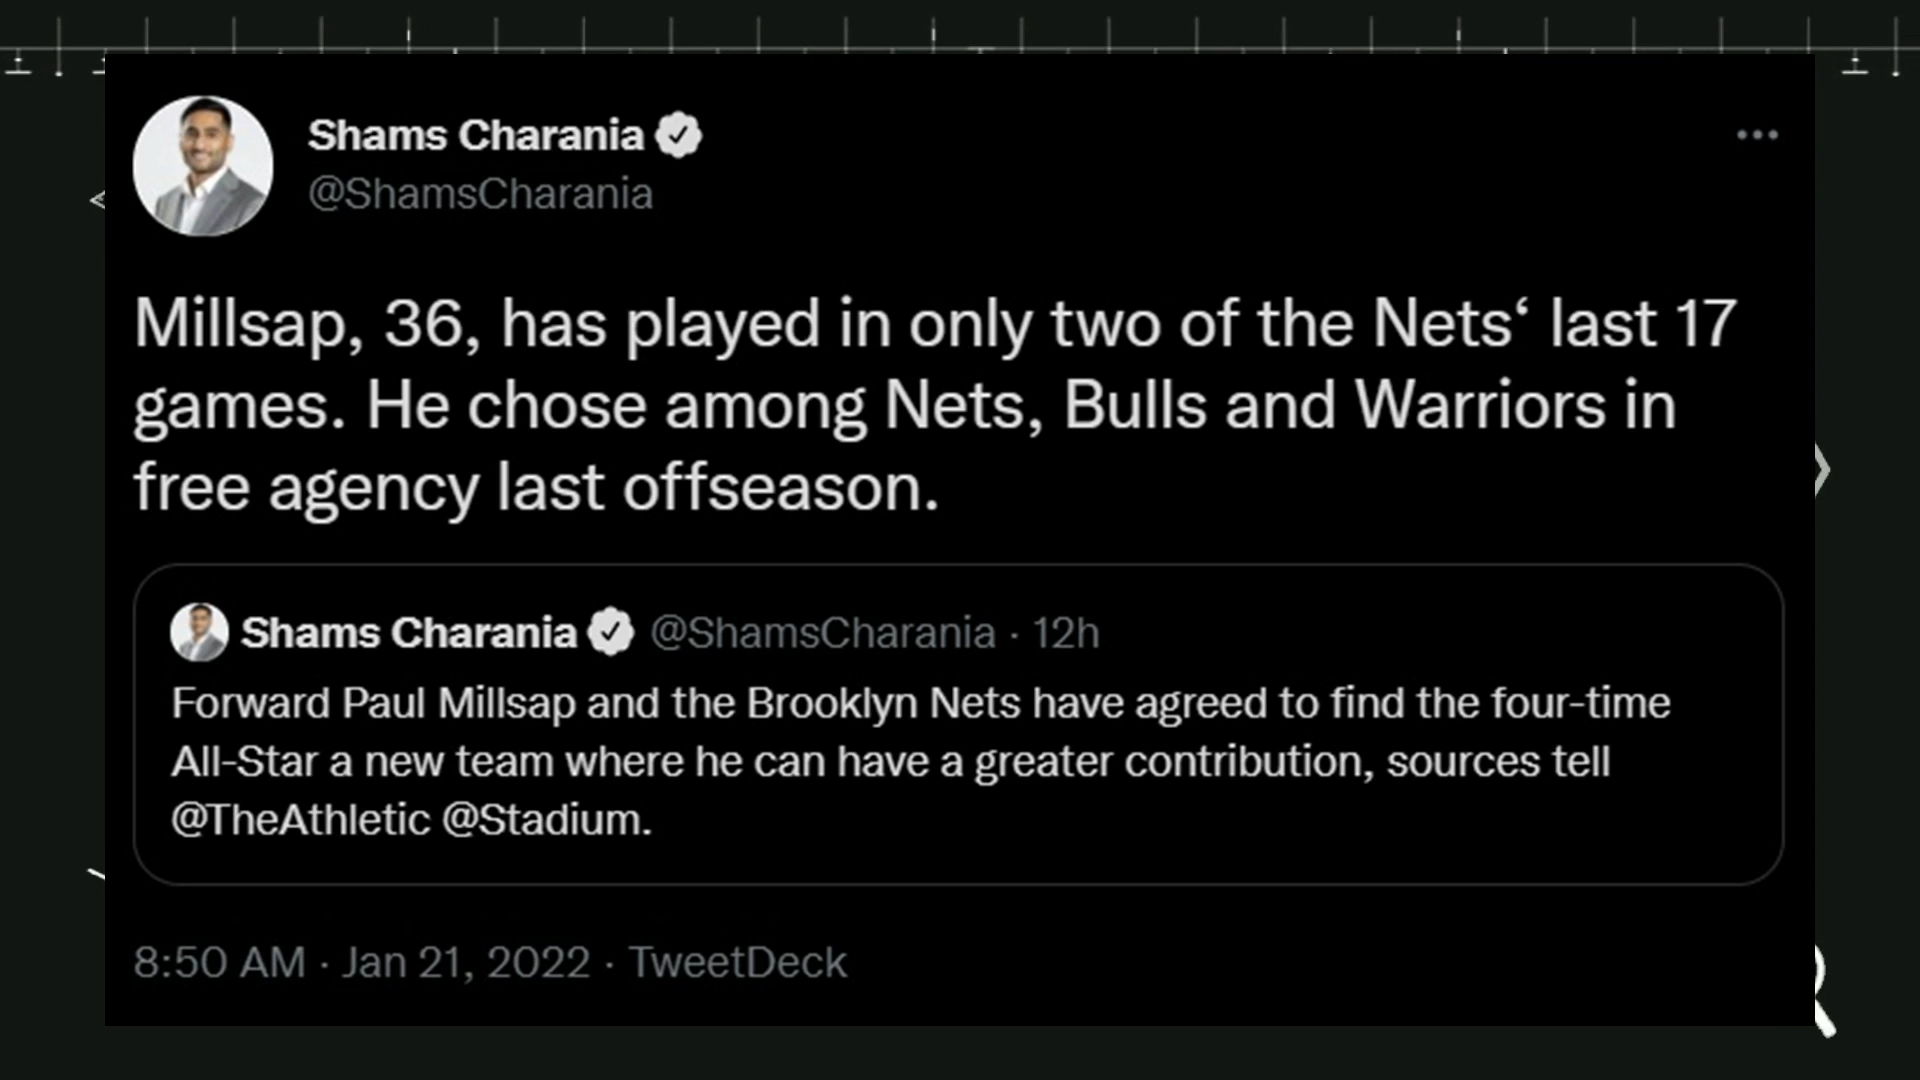 Shams Charania
@ShamsCharania
Millsap, 36, has played in only two of the Nets‘ last 17
games. He chose among Nets, Bulls and Warriors in
free agency last offseason.
Shams Charania @ShamsCharania · 12h
Forward Paul Millsap and the Brooklyn Nets have agreed to find the four-time
All-Star a new team where he can have a greater contribution, sources tell
@TheAthletic @Stadium.
8:50 AM · Jan 21, 2022 · TweetDeck